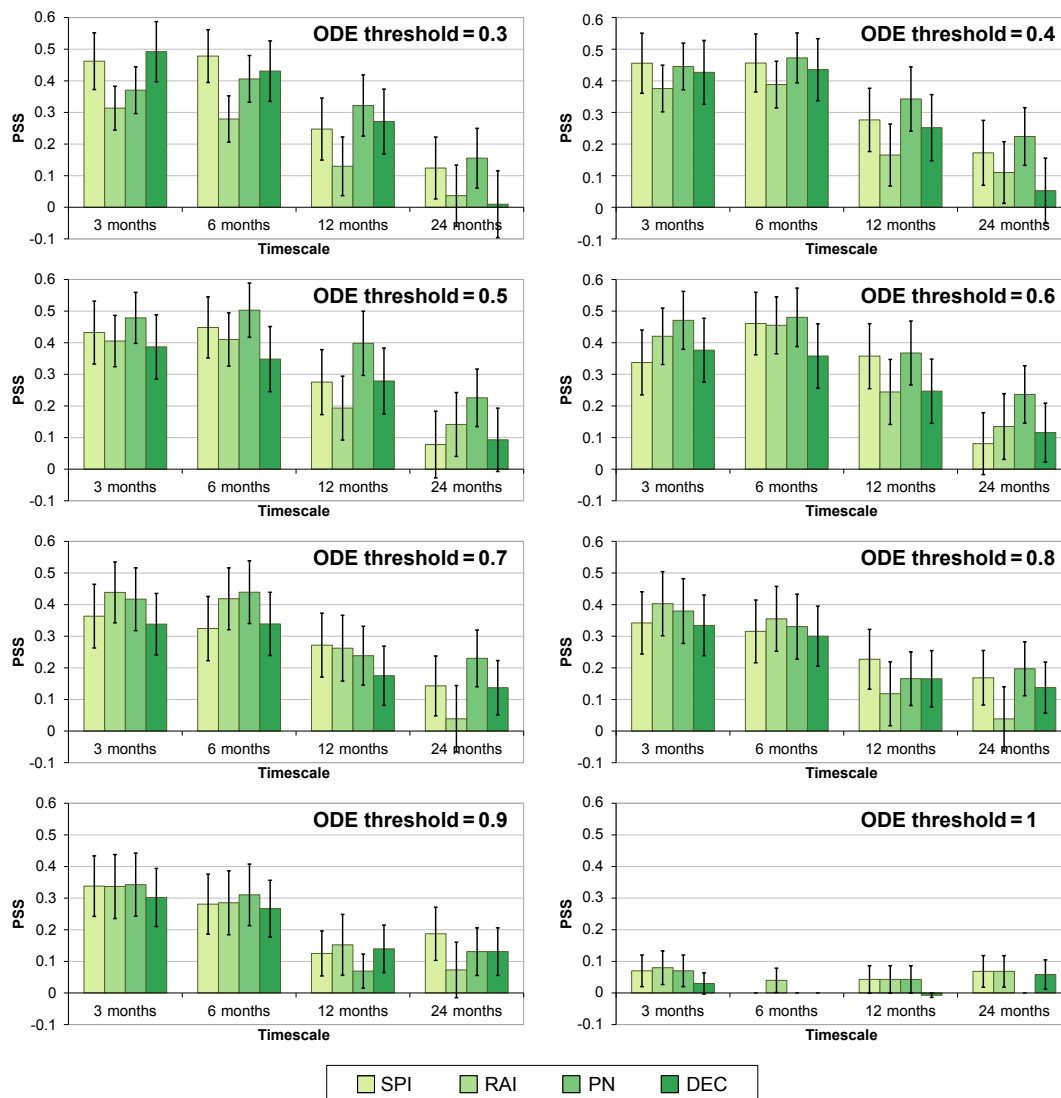 ODE threshold = 0.3
0.6
0.5
0.4
0.3
0.2
0.1
0
-0.1
PSS
3 months 6 months 12 months 24 months
Timescale
ODE threshold = 0.4
0.6
0.5
0.4
0.3
0.2
0.1
0
-0.1
PSS
3 months 6 months 12 months 24 months
Timescale
ODE threshold = 0.5
0.6
0.5
0.4
0.3
0.2
0.1
0
-0.1
PSS
3 months 6 months 12 months 24 months
Timescale
ODE threshold = 0.6
0.6
0.5
0.4
0.3
0.2
0.1
0
-0.1
PSS
3 months 6 months 12 months 24 months
Timescale
ODE threshold = 0.7
0.6
0.5
0.4
0.3
0.2
0.1
0
-0.1
PSS
3 months 6 months 12 months 24 months
Timescale
ODE threshold = 0.8
0.6
0.5
0.4
0.3
0.2
0.1
0
-0.1
PSS
3 months 6 months 12 months 24 months
Timescale
ODE threshold = 0.9
0.6
0.5
0.4
0.3
0.2
0.1
0
-0.1
PSS
3 months 6 months 12 months 24 months
Timescale
ODE threshold = 1
0.6
0.5
0.4
0.3
0.2
0.1
0
-0.1
PSS
3 months 6 months 12 months 24 months
Timescale
SPI RAI PN DEC